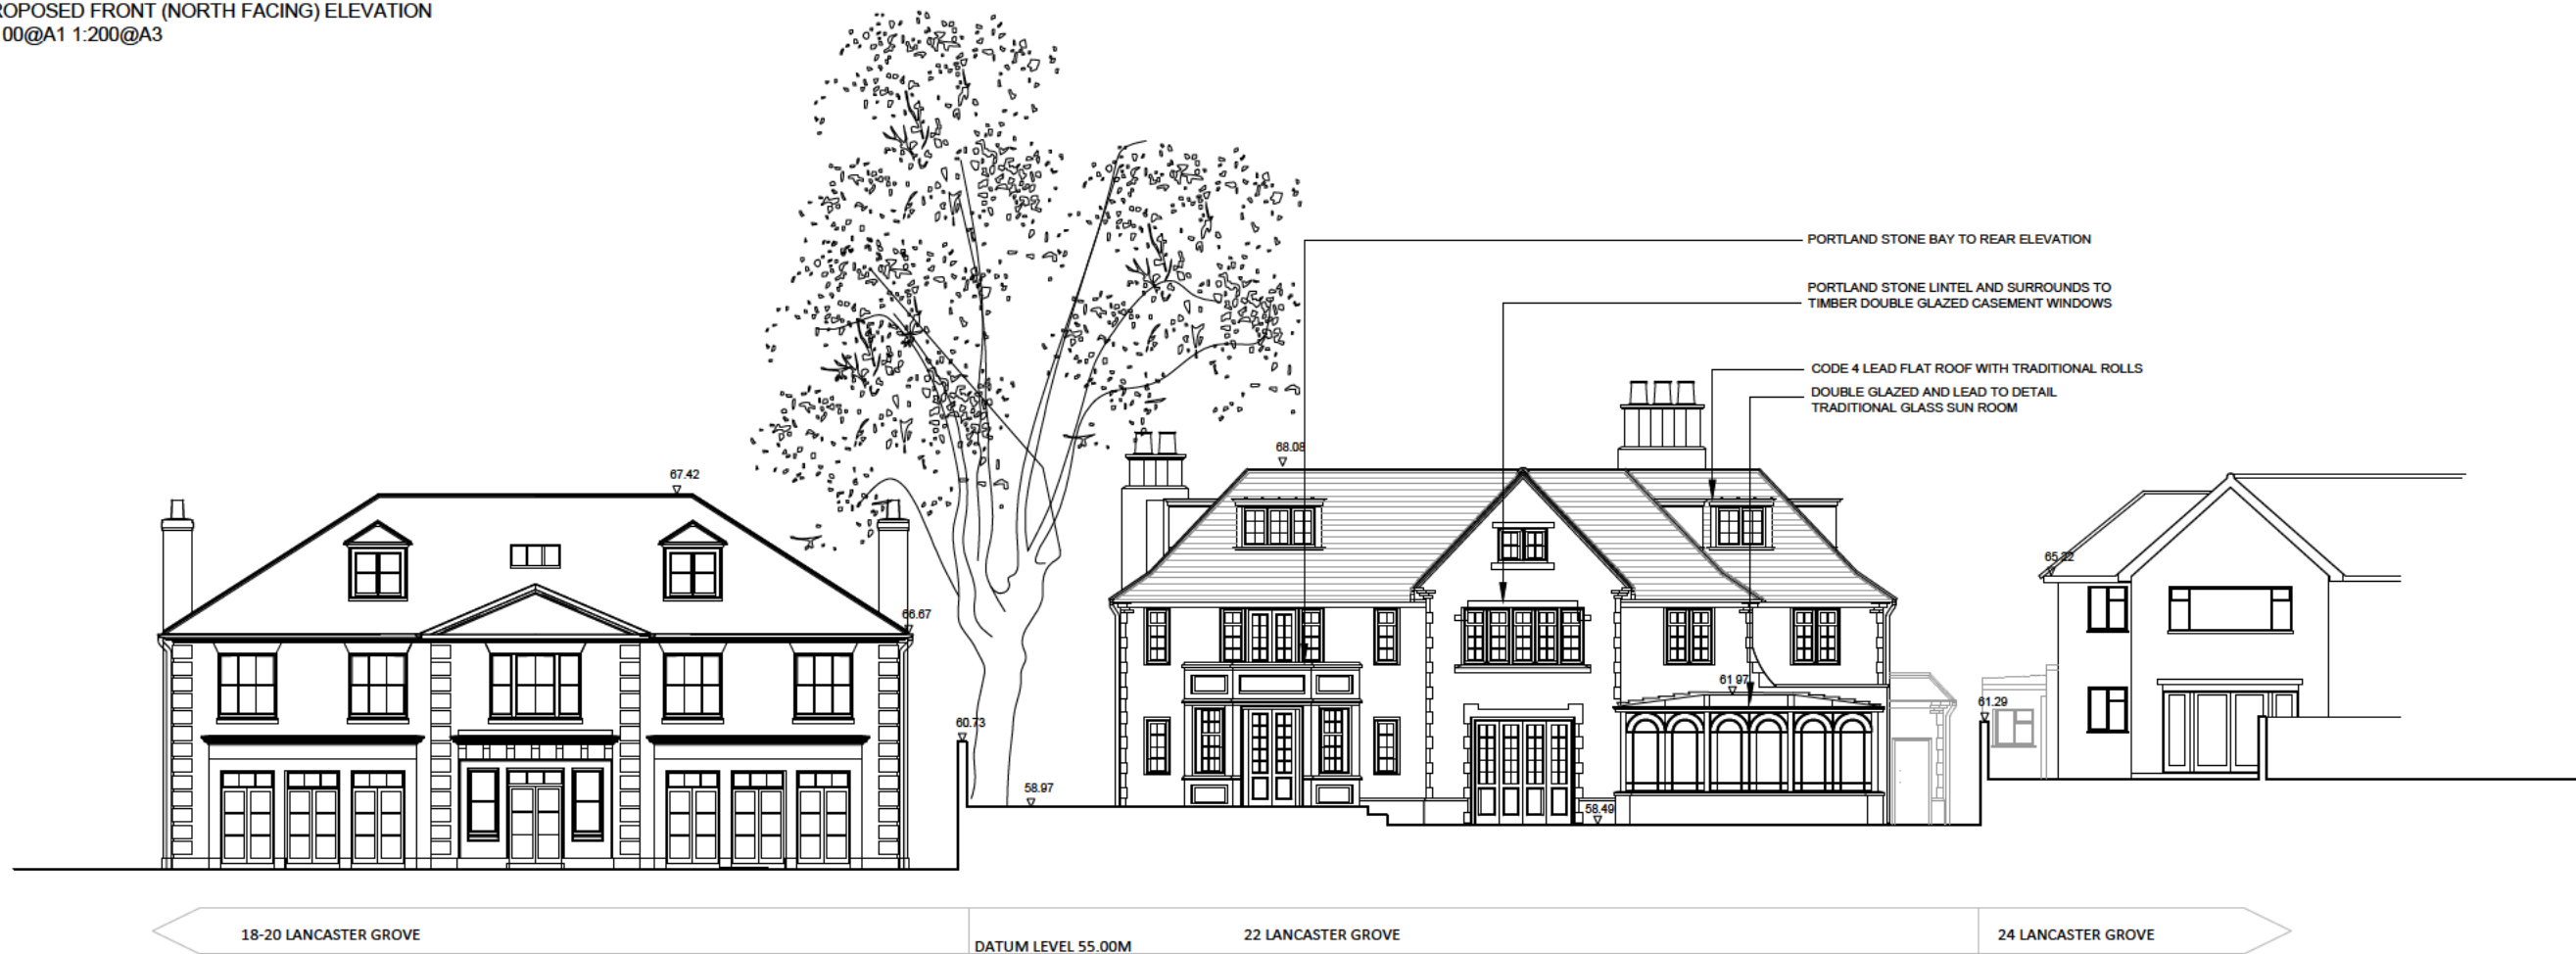 ROPOSED FRONT (NORTH FACING) ELEVATION
00@A1 1:200@A3
PORTLAND STONE BAY TO REAR ELEVATION
PORTLAND STONE LINTEL AND SURROUNDS TO
TIMBER DOUBLE GLAZED CASEMENT WINDOWS
CODE 4 LEAD FLAT ROOF WITH TRADITIONAL ROLLS
DOUBLE GLAZED AND LEAD TO DETAIL
TRADITIONAL GLASS SUN ROOM
68.08
67.42
65.22
66.67
61.97
61.29
60.73
58.97
58.49
18-20 LANCASTER GROVE
22 LANCASTER GROVE
24 LANCASTER GROVE
DATUM LEVEL 55.00M